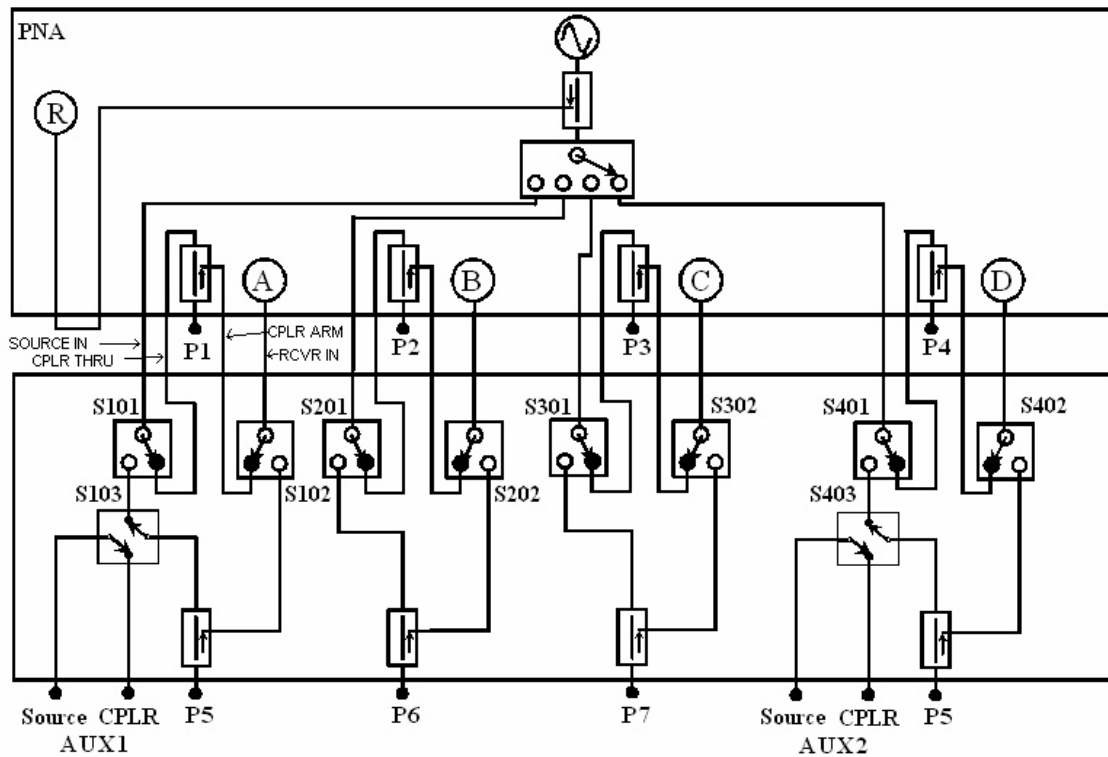 PNA
R
A
B
C
D
SOURCE IN
CPLR THRU
P1
CPLR ARM
RCVR IN
P2
P3
P4
S101
S201
S301
S302
S401
S402
S103
S102
S202
S403
Source CPLR
AUX1
P5
P6
P7
Source CPLR
AUX2
P5